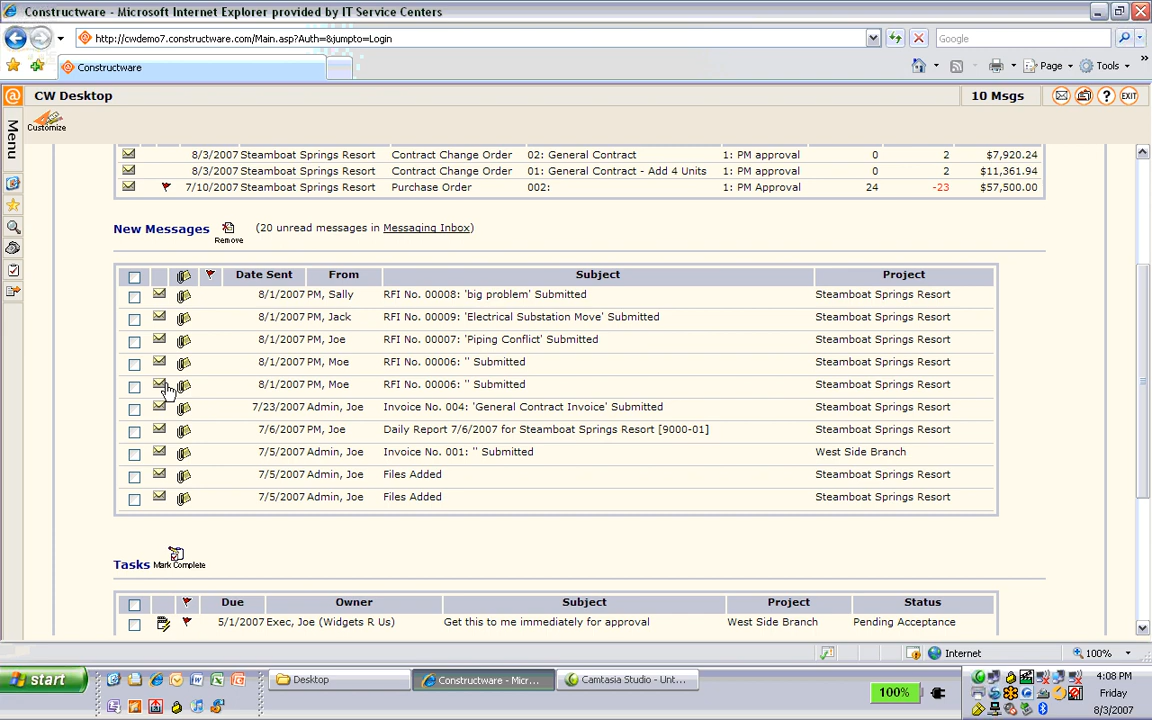 Constructware - Microsoft Internet Explorer provided by IT Service Centers
http://cwdemo7.constructware.com/Main.asp?Auth=&jumpto=Login
Google
Constructware
Page
Tools
CW Desktop
10 Msgs
EXIT
Menu
Customize
8/3/2007 Steamboat Springs Resort Contract Change Order 02: General Contract 1: PM approval 0 2 $7,920.24
8/3/2007 Steamboat Springs Resort Contract Change Order 01: General Contract - Add 4 Units 1: PM approval 0 2 $11,361.94
7/10/2007 Steamboat Springs Resort Purchase Order 002: 1: PM Approval 24 -23 $57,500.00
New Messages Remove (20 unread messages in Messaging Inbox)
Date Sent From Subject Project
8/1/2007 PM, Sally RFI No. 00008: 'big problem' Submitted Steamboat Springs Resort
8/1/2007 PM, Jack RFI No. 00009: 'Electrical Substation Move' Submitted Steamboat Springs Resort
8/1/2007 PM, Joe RFI No. 00007: 'Piping Conflict' Submitted Steamboat Springs Resort
8/1/2007 PM, Moe RFI No. 00006: '' Submitted Steamboat Springs Resort
8/1/2007 PM, Moe RFI No. 00006: '' Submitted Steamboat Springs Resort
7/23/2007 Admin, Joe Invoice No. 004: 'General Contract Invoice' Submitted Steamboat Springs Resort
7/6/2007 PM, Joe Daily Report 7/6/2007 for Steamboat Springs Resort [9000-01] Steamboat Springs Resort
7/5/2007 Admin, Joe Invoice No. 001: '' Submitted West Side Branch
7/5/2007 Admin, Joe Files Added Steamboat Springs Resort
7/5/2007 Admin, Joe Files Added Steamboat Springs Resort
Tasks Mark Complete
Due Owner Subject Project Status
5/1/2007 Exec, Joe (Widgets R Us) Get this to me immediately for approval West Side Branch Pending Acceptance
Internet
100%
start
Desktop
Constructware - Micr...
Camtasia Studio - Unt...
100%
4:08 PM
Friday
8/3/2007